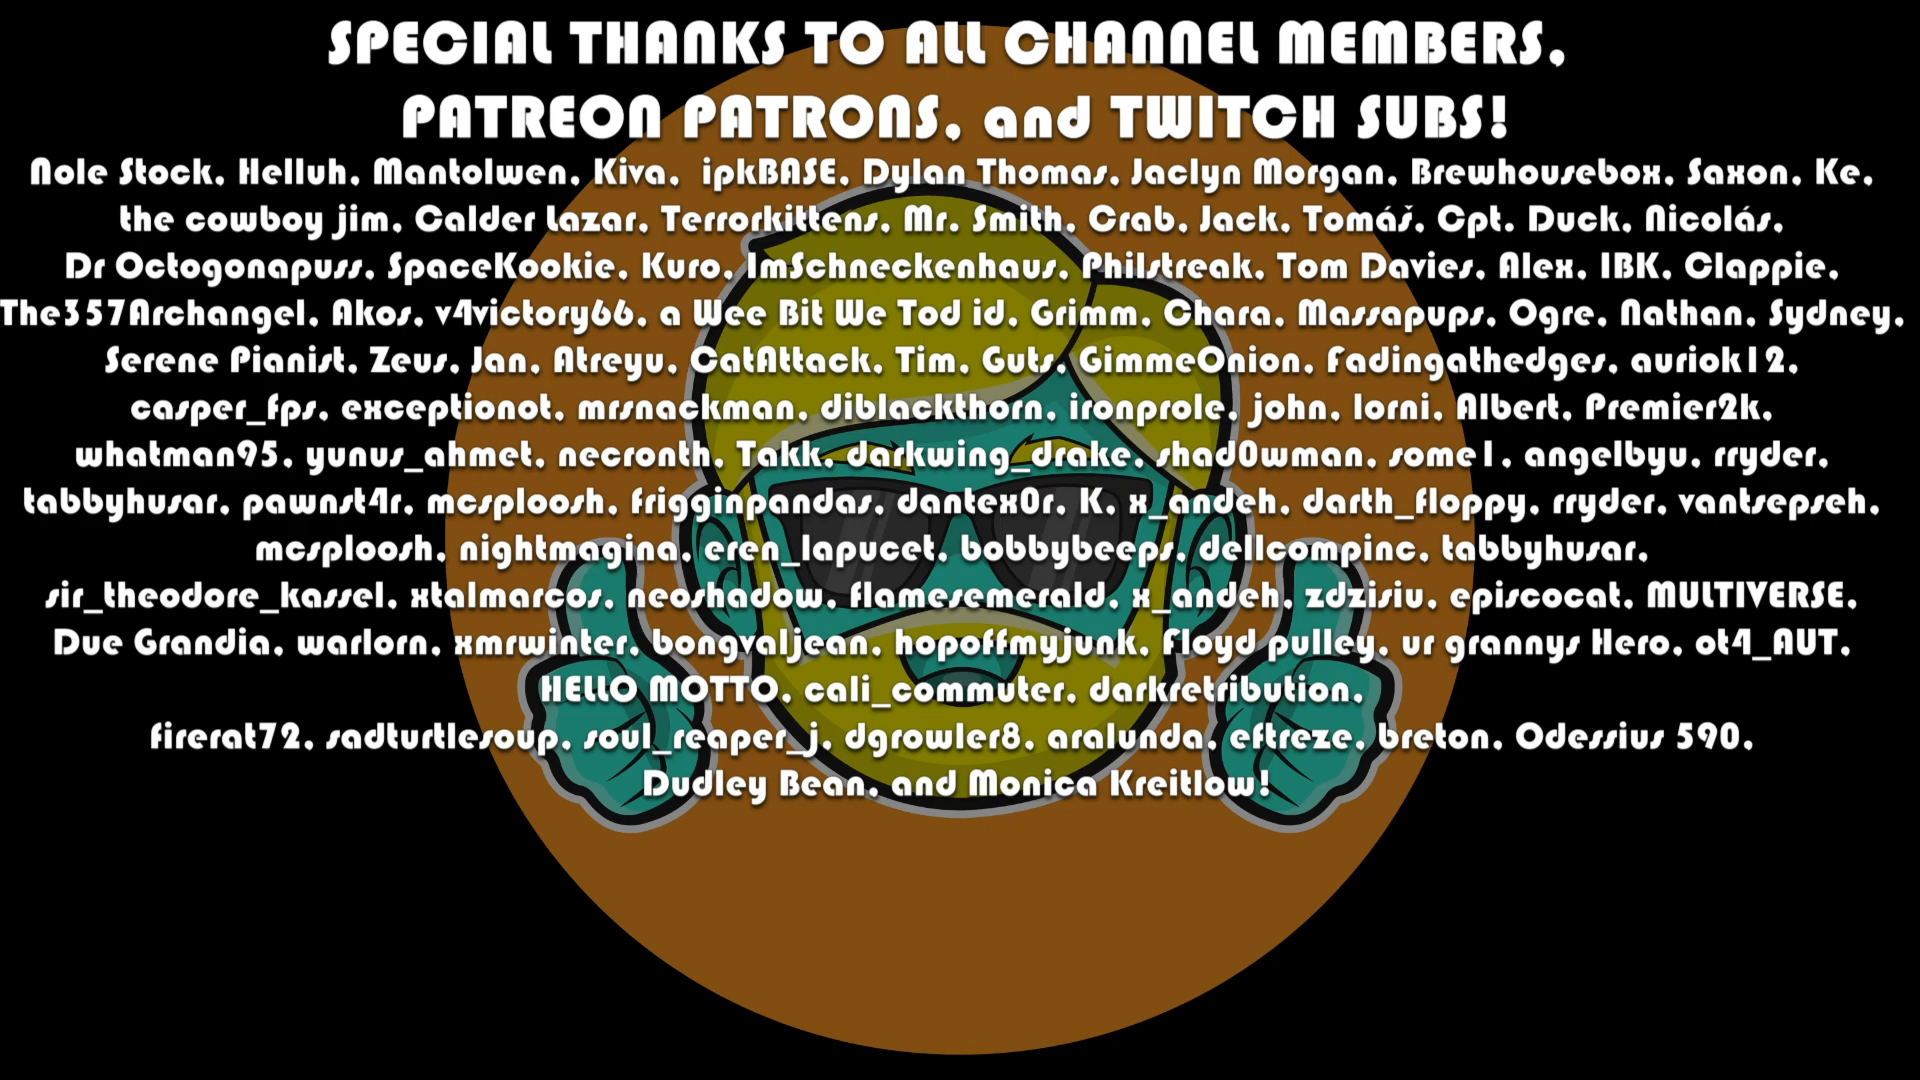 SPECIAL THANKS TO ALL CHANNEL MEMBERS,
PATREON PATRONS, and TWITCH SUBS!
Nole Stock, Helluh, Mantolwen, Kiva,  ipkBASE, Dylan Thomas, Jaclyn Morgan, Brewhousebox, Saxon, Ke,
the cowboy jim, Calder Lazar, Terrorkittens, Mr. Smith, Crab, Jack, Tomáš, Cpt. Duck, Nicolás,
Dr Octogonapuss, SpaceKookie, Kuro, ImSchneckenhaus, Philstreak, Tom Davies, Alex, IBK, Clappie,
The357Archangel, Akos, v4victory66, a Wee Bit We Tod id, Grimm, Chara, Massapups, Ogre, Nathan, Sydney,
Serene Pianist, Zeus, Jan, Atreyu, CatAttack, Tim, Guts, GimmeOnion, Fadingathedges, auriok12,
casper_fps, exceptionot, mrsnackman, diblackthorn, ironprole, john, lorni, Albert, Premier2k,
whatman95, yunus_ahmet, necronth, Takk, darkwing_drake, shad0wman, some1, angelbyu, rryder,
tabbyhusar, pawnst4r, mcsploosh, frigginpandas, dantex0r, K, x_andeh, darth_floppy, rryder, vantsepseh,
mcsploosh, nightmagina, eren_lapucet, bobbybeeps, dellcompinc, tabbyhusar,
sir_theodore_kassel, xtalmarcos, neoshadow, flamesemerald, x_andeh, zdzisiu, episcocat, MULTIVERSE,
Due Grandia, warlorn, xmrwinter, bongvaljean, hopoffmyjunk, Floyd pulley, ur grannys Hero, ot4_AUT,
HELLO MOTTO, cali_commuter, darkretribution,
firerat72, sadturtlesoup, soul_reaper_j, dgrowler8, aralunda, eftreze, breton, Odessius 590,
Dudley Bean, and Monica Kreitlow!